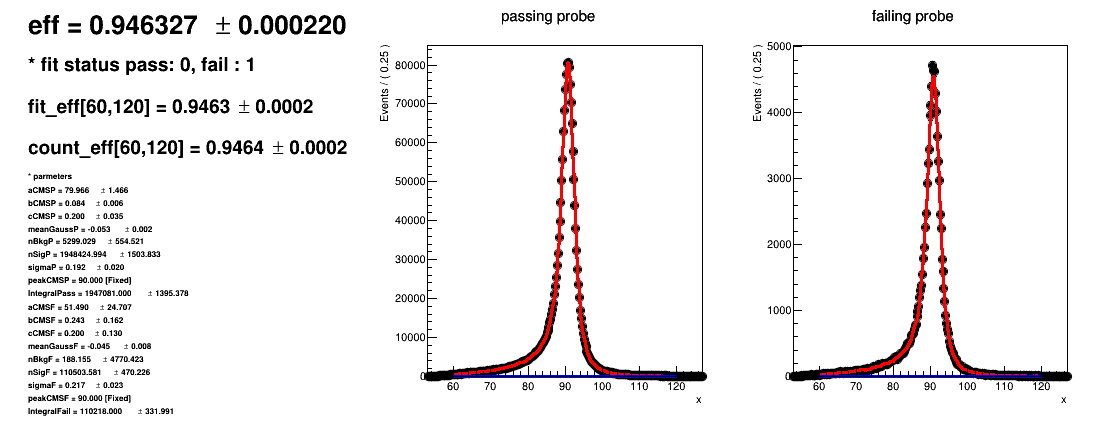 eff = 0.946327 ± 0.000220
* fit status pass: 0, fail : 1
fit_eff[60,120] = 0.9463 ± 0.0002
count_eff[60,120] = 0.9464 ± 0.0002
* parmeters
aCMSP = 79.966 ± 1.466
bCMSP = 0.084 ± 0.006
cCMSP = 0.200 ± 0.035
meanGaussP = -0.053 ± 0.002
nBkgP = 5299.029 ± 554.521
nSigP = 1948424.994 ± 1503.833
sigmaP = 0.192 ± 0.020
peakCMSP = 90.000 [Fixed]
IntegralPass = 1947081.000 ± 1395.378
aCMSF = 51.490 ± 24.707
bCMSF = 0.243 ± 0.162
cCMSF = 0.200 ± 0.130
meanGaussF = -0.045 ± 0.008
nBkgF = 188.155 ± 4770.423
nSigF = 110503.581 ± 470.226
sigmaF = 0.217 ± 0.023
peakCMSF = 90.000 [Fixed]
IntegralFail = 110218.000 ± 331.991
passing probe
Events / ( 0.25 )
80000
70000
60000
50000
40000
30000
20000
10000
0
60 70 80 90 100 110 120
x
failing probe
Events / ( 0.25 )
5000
4000
3000
2000
1000
0
60 70 80 90 100 110 120
x